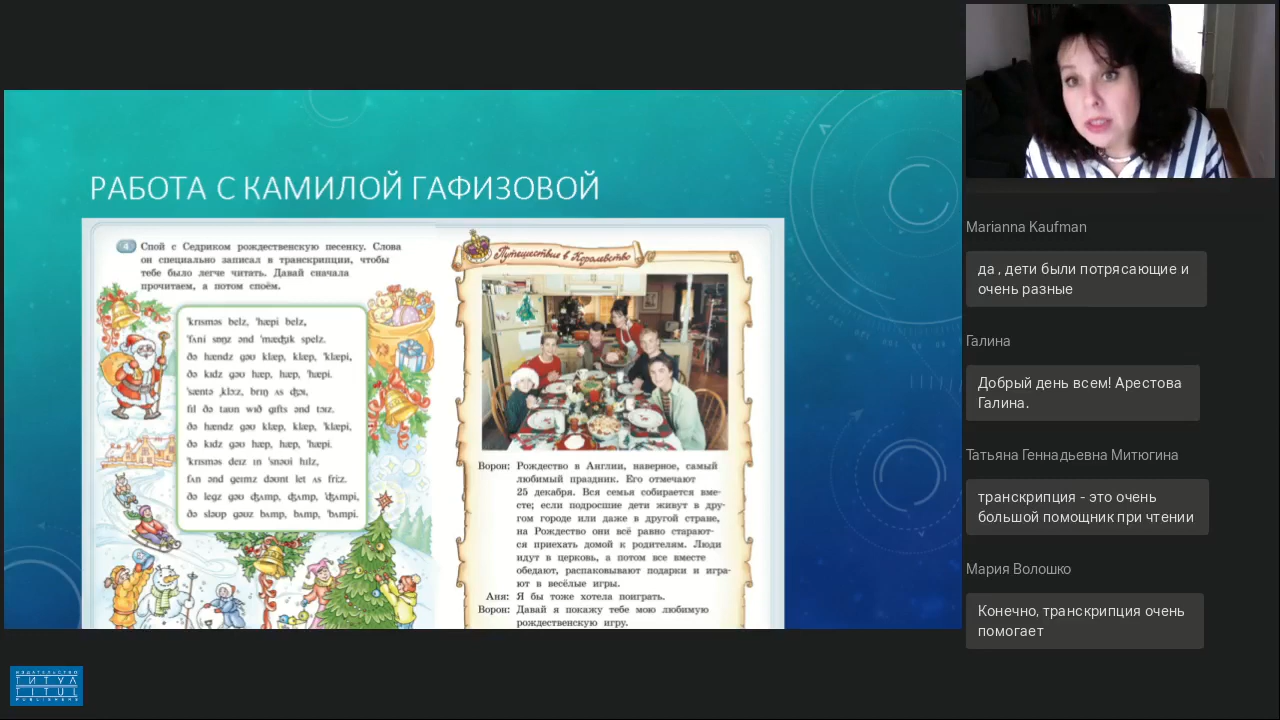 РАБОТА С КАМИЛОЙ ГАФИЗОВОЙ
4
Спой с Седриком рождественскую песенку. Слова
он специально записал в транскрипции, чтобы
тебе было легче читать. Давай сначала
прочитаем, а потом споём.
ˈkrɪsməs belz, ˈhæpi belz,
ˈfʌni sɒŋz ənd ˈmædʒɪk spelz.
ðə hændz gəʊ klæp, klæp, ˈklæpi,
ðə kɪdz gəʊ hæp, hæp, ˈhæpi.
ˈsæntə ˌklɔ:z, brɪŋ ʌs dʒɔɪ,
fɪl ðə taʊn wɪð gɪfts ənd tɔɪz.
ðə hændz gəʊ klæp, klæp, ˈklæpi,
ðə kɪdz gəʊ hæp, hæp, ˈhæpi.
ˈkrɪsməs deɪz ɪn ˈsnəʊi hɪlz,
fʌn ənd geɪmz dəʊnt let ʌs fri:z.
ðə legz gəʊ dʒʌmp, dʒʌmp, ˈdʒʌmpi,
ðə sləʊp gəʊz bʌmp, bʌmp, ˈbʌmpi.
Путешествие в Королевство
Ворон: Рождество в Англии, наверное, самый
любимый праздник. Его отмечают
25 декабря. Вся семья собирается вме-
сте; если подросшие дети живут в дру-
гом городе или даже в другой стране,
на Рождество они всё равно старают-
ся приехать домой к родителям. Люди
идут в церковь, а потом все вместе
обедают, распаковывают подарки и игра-
ют в весёлые игры.
Аня: Я бы тоже хотела поиграть.
Ворон: Давай я покажу тебе мою любимую
рождественскую игру.
Marianna Kaufman
да , дети были потрясающие и
очень разные
Галина
Добрый день всем! Арестова
Галина.
Татьяна Геннадьевна Митюгина
транскрипция - это очень
большой помощник при чтении
Мария Волошко
Конечно, транскрипция очень
помогает
ИЗДАТЕЛЬСТВО
ТИТУЛ
TITUL
PUBLISHERS